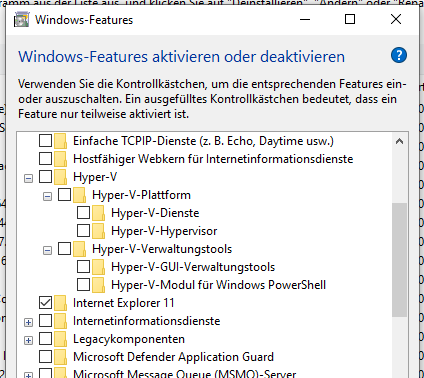 ramm aus der Liste aus, und klicken Sie auf "Deinstallieren", "Ändern" oder "Repa
Windows-Features
Windows-Features aktivieren oder deaktivieren
?
Verwenden Sie die Kontrollkästchen, um die entsprechenden Features ein-
oder auszuschalten. Ein ausgefülltes Kontrollkästchen bedeutet, dass ein
Feature nur teilweise aktiviert ist.
Einfache TCPIP-Dienste (z. B. Echo, Daytime usw.)
Hostfähiger Webkern für Internetinformationsdienste
Hyper-V
Hyper-V-Plattform
Hyper-V-Dienste
Hyper-V-Hypervisor
Hyper-V-Verwaltungstools
Hyper-V-GUI-Verwaltungstools
Hyper-V-Modul für Windows PowerShell
Internet Explorer 11
Internetinformationsdienste
Legacykomponenten
Microsoft Defender Application Guard
Microsoft Message Queue (MSMQ)-Server